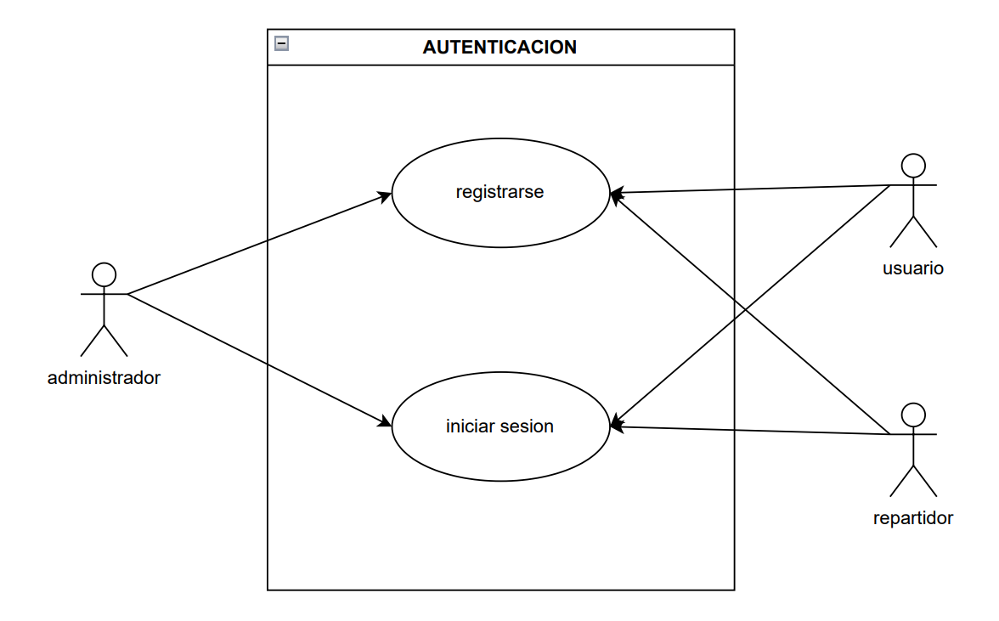 AUTENTICACION
registrarse
usuario
administrador
iniciar sesion
repartidor